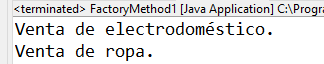 <terminated> FactoryMethod1 [Java Application] C:\Progra
Venta de electrodoméstico.
Venta de ropa.